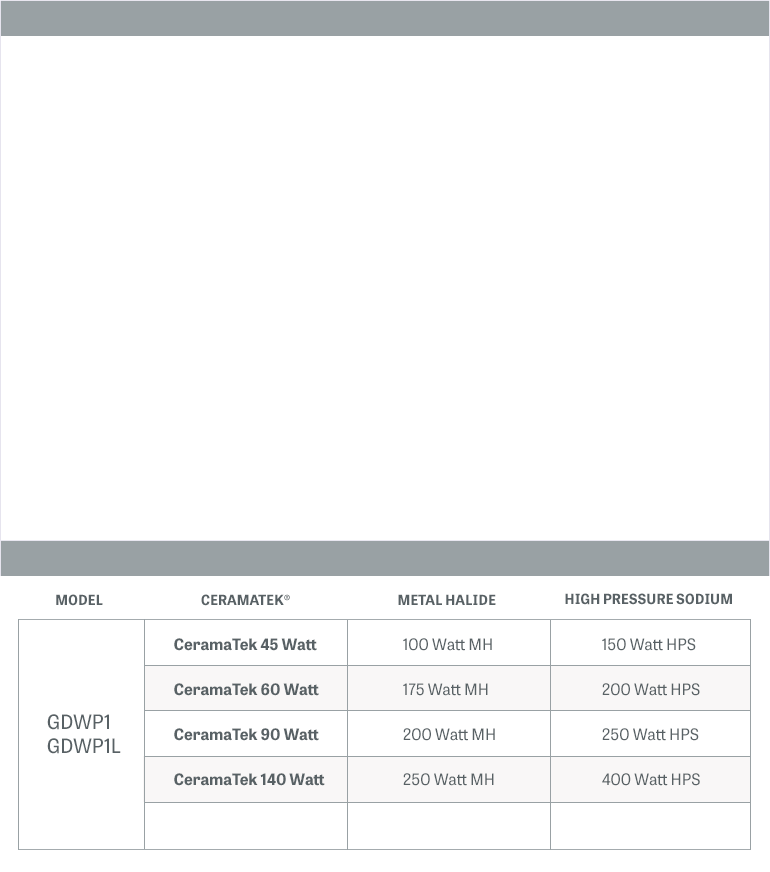 MODEL CERAMATEK® METAL HALIDE HIGH PRESSURE SODIUM
CeramaTek 45 Watt 100 Watt MH 150 Watt HPS
CeramaTek 60 Watt 175 Watt MH 200 Watt HPS
GDWP1
GDWP1L
CeramaTek 90 Watt 200 Watt MH 250 Watt HPS
CeramaTek 140 Watt 250 Watt MH 400 Watt HPS